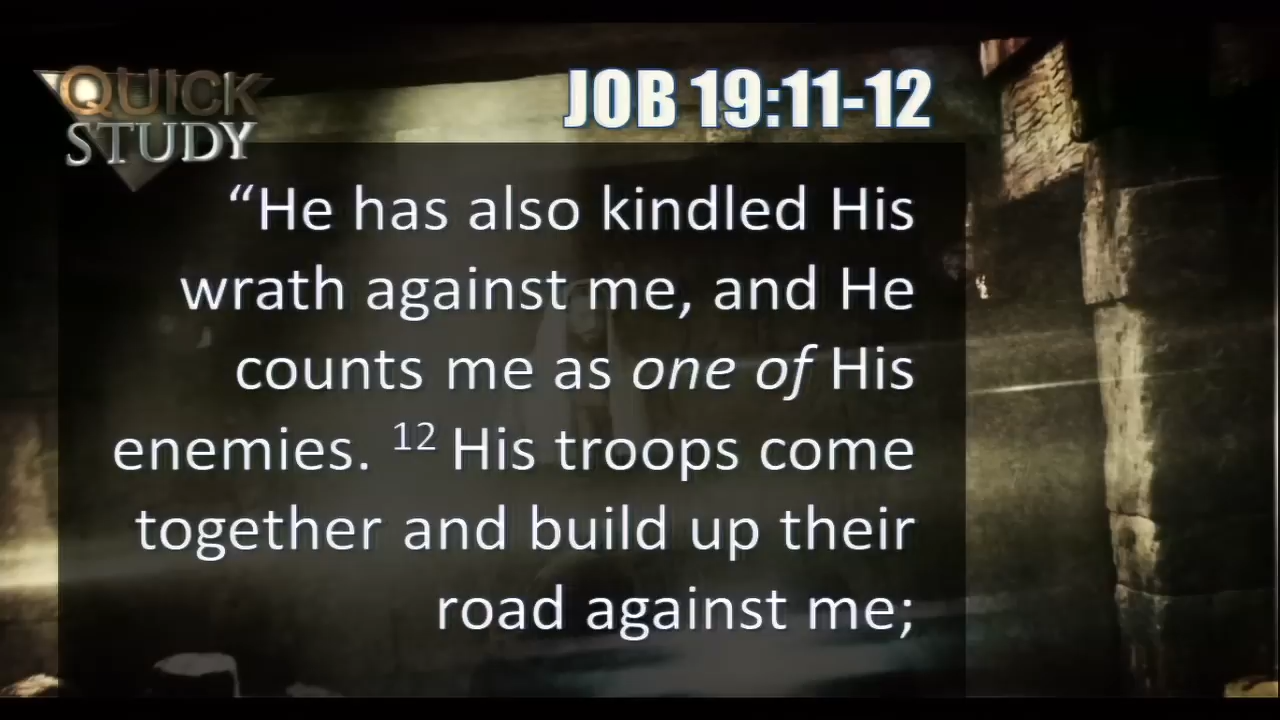 QUICK
STUDY
JOB 19:11-12
“He has also kindled His
wrath against me, and He
counts me as one of His
enemies. 12 His troops come
together and build up their
road against me;